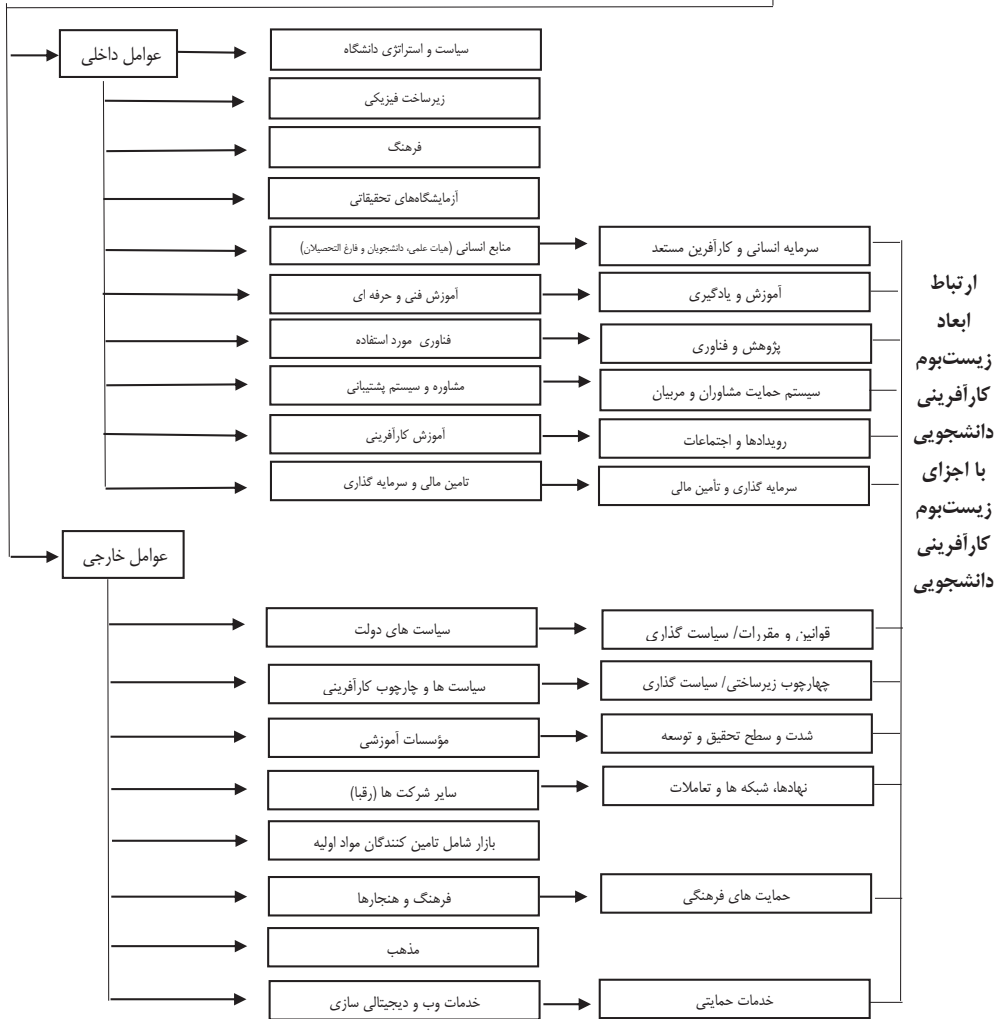 عوامل داخلی
سیاست و استراتژی دانشگاه
زیرساخت فیزیکی
فرهنگ
آزمایشگاه‌های تحقیقاتی
منابع انسانی (هیات علمی، دانشجویان و فارغ التحصیلان)
سرمایه انسانی و کارآفرین مستعد
آموزش فنی و حرفه ای
آموزش و یادگیری
فناوری مورد استفاده
پژوهش و فناوری
مشاوره و سیستم پشتیبانی
سیستم حمایت مشاوران و مربیان
آموزش کارآفرینی
رویدادها و اجتماعات
تامین مالی و سرمایه گذاری
سرمایه گذاری و تأمین مالی
عوامل خارجی
سیاست های دولت
قوانین و مقررات/ سیاست گذاری
سیاست ها و چارچوب کارآفرینی
چهارچوب زیرساختی/ سیاست گذاری
مؤسسات آموزشی
شدت و سطح تحقیق و توسعه
سایر شرکت ها (رقبا)
نهادها، شبکه ها و تعاملات
بازار شامل تامین کنندگان مواد اولیه
فرهنگ و هنجارها
حمایت های فرهنگی
مذهب
خدمات وب و دیجیتالی سازی
خدمات حمایتی
ارتباط
ابعاد
زیست‌بوم
کارآفرینی
دانشجویی
با اجزای
زیست‌بوم
کارآفرینی
دانشجویی